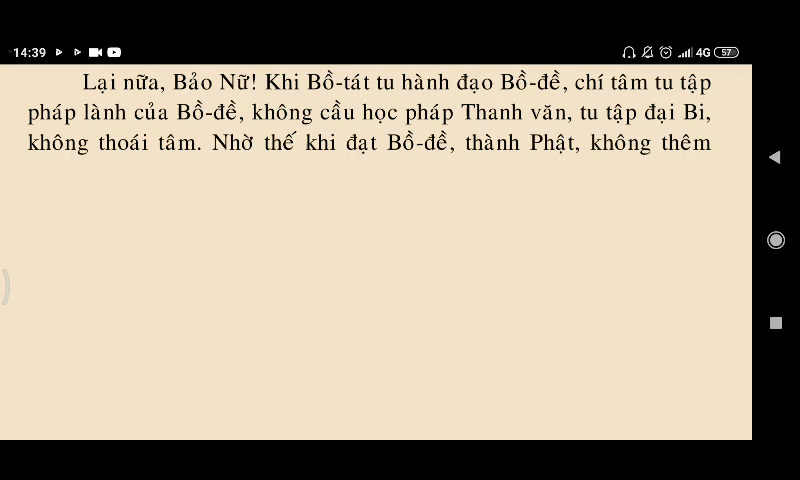 14:39
4G 57
Lại nữa, Bảo Nữ! Khi Bồ-tát tu hành đạo Bồ-đề, chí tâm tu tập
pháp lành của Bồ-đề, không cầu học pháp Thanh văn, tu tập đại Bi,
không thoái tâm. Nhờ thế khi đạt Bồ-đề, thành Phật, không thêm